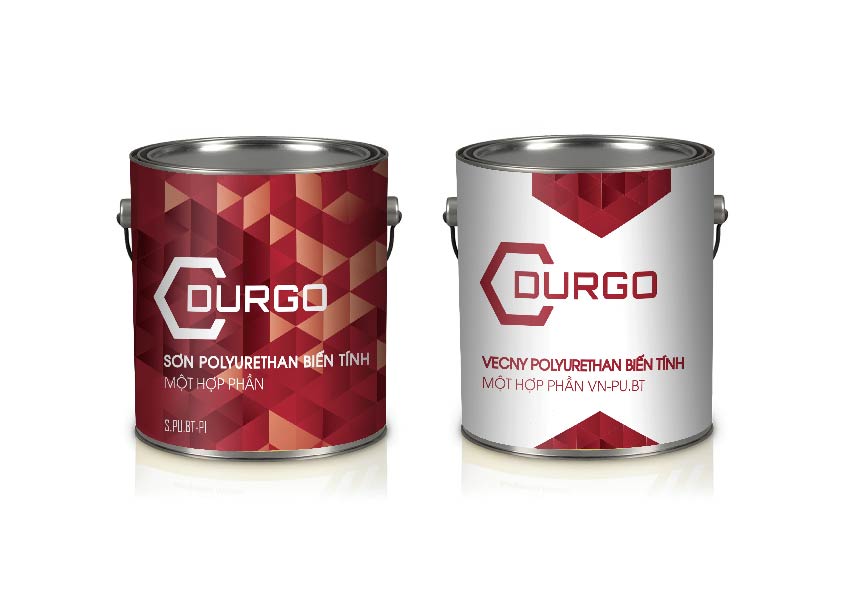 DURGO
SƠN POLYURETHAN BIẾN TÍNH
MỘT HỢP PHẦN
S.PU.BT-PI
DURGO
VECNY POLYURETHAN BIẾN TÍNH
MỘT HỢP PHẦN VN-PU.BT